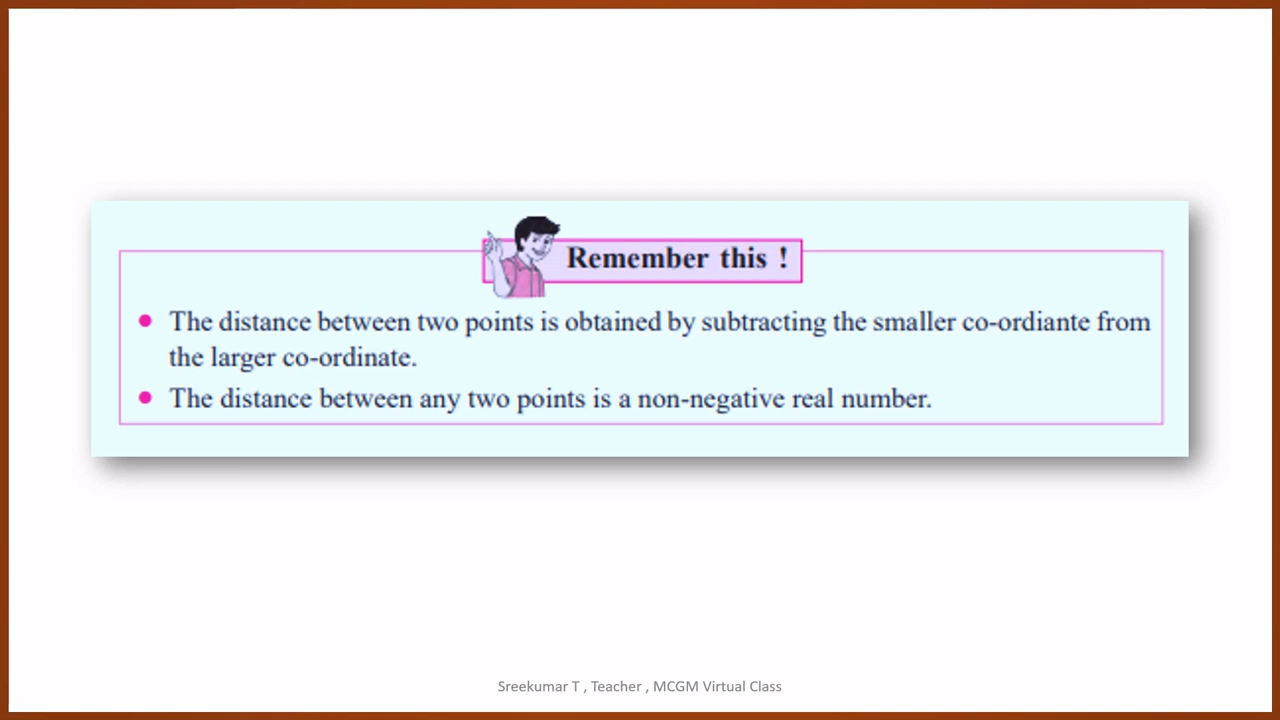 Remember this !
● The distance between two points is obtained by subtracting the smaller co-ordiante from
the larger co-ordinate.
● The distance between any two points is a non-negative real number.
Sreekumar T , Teacher , MCGM Virtual Class